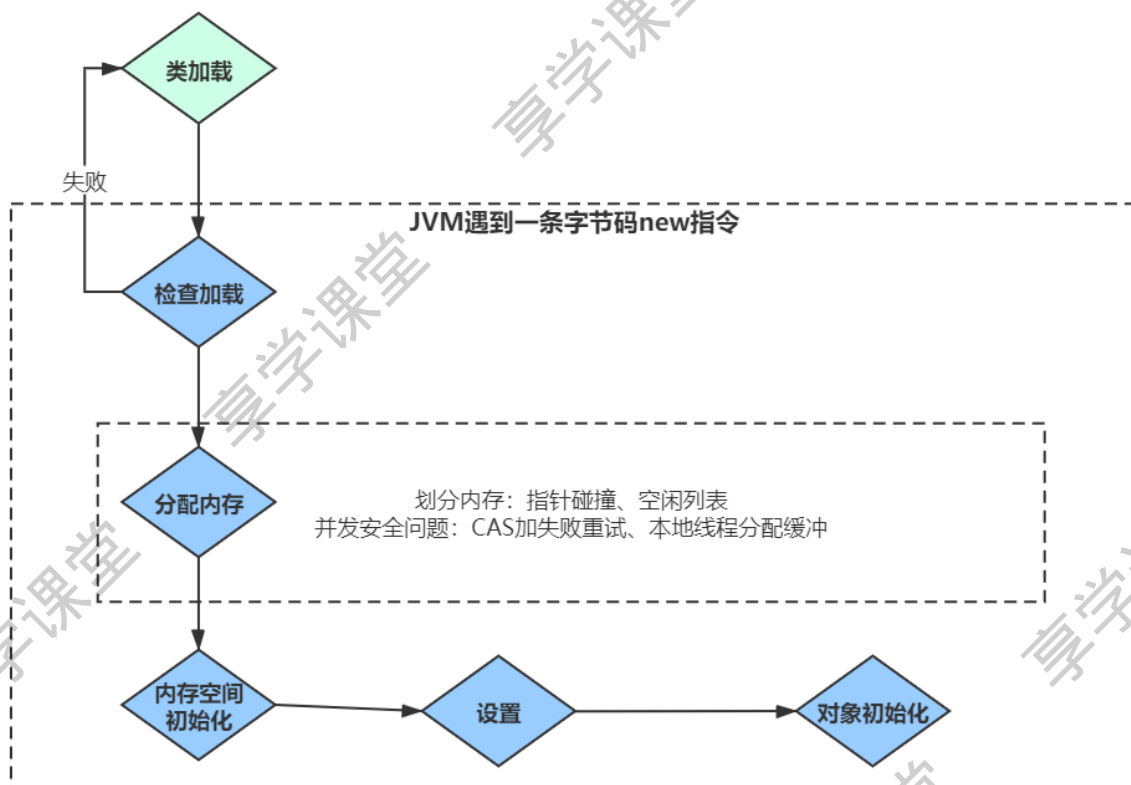 享学课堂
类加载
失败
JVM遇到一条字节码new指令
享学课堂
检查加载
分配内存
划分内存：指针碰撞、空闲列表
并发安全问题：CAS加失败重试、本地线程分配缓冲
学课堂
享学
内存空间
初始化
设置
对象初始化